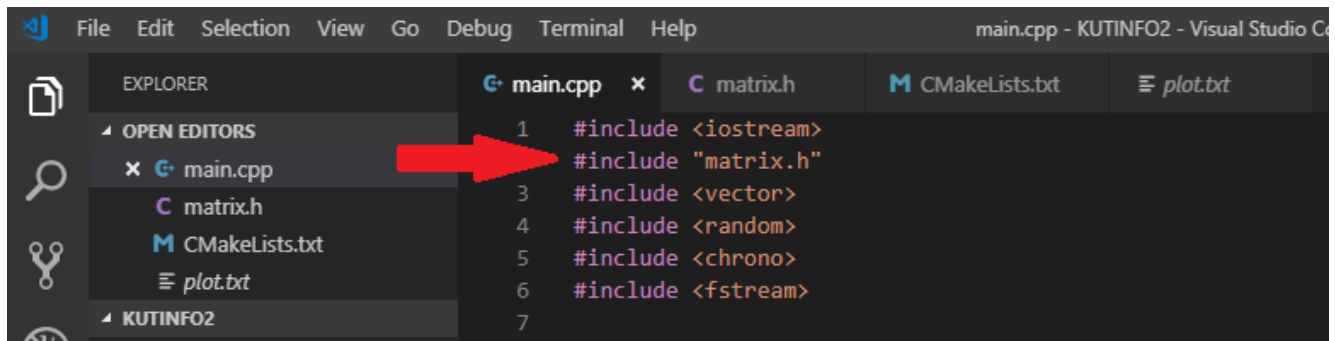 File Edit Selection View Go Debug Terminal Help main.cpp - KUTINFO2 - Visual Studio
EXPLORER
OPEN EDITORS
main.cpp
matrix.h
CMakeLists.txt
plot.txt
KUTINFO2
main.cpp matrix.h CMakeLists.txt plot.txt
1 #include <iostream>
#include "matrix.h"
3 #include <vector>
4 #include <random>
5 #include <chrono>
6 #include <fstream>
7